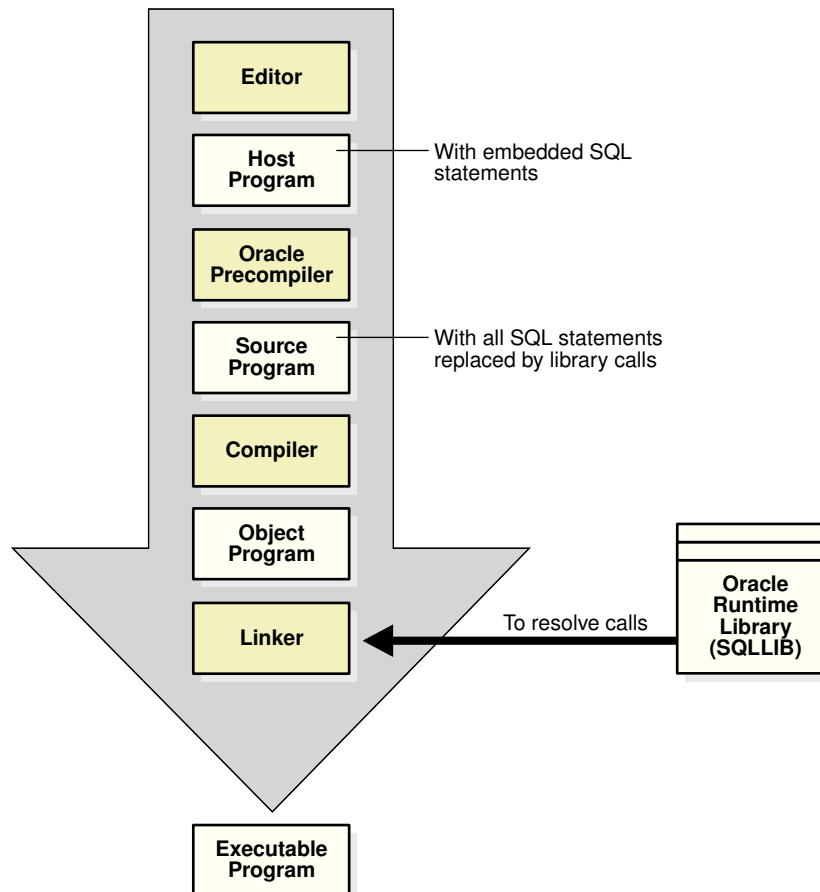 Editor
Host
Program
With embedded SQL
statements
Oracle
Precompiler
Source
Program
With all SQL statements
replaced by library calls
Compiler
Object
Program
Linker
To resolve calls
Oracle
Runtime
Library
(SQLLIB)
Executable
Program